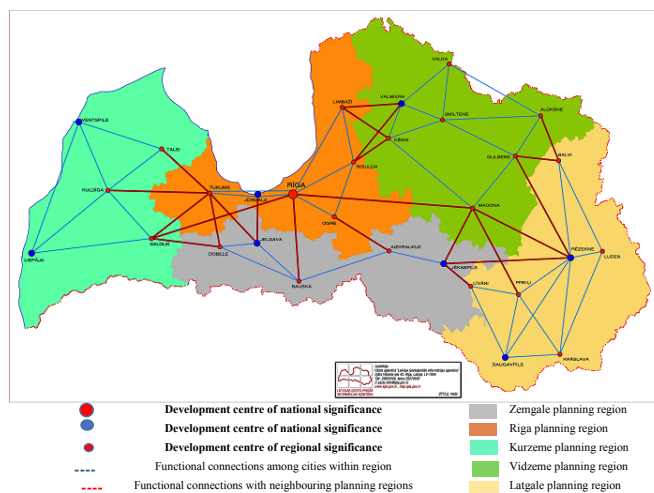 VALKA
LIMBAŽI
VALMIERA
SMILTENE
ALŪKSNE
VENTSPILS
CĒSIS
TALSI
GULBENE
BALVI
SIGULDA
KULDĪGA
TUKUMS
RĪGA
JŪRMALA
MADONA
OGRE
SALDUS
JELGAVA
DOBELE
AIZKRAUKLE
LIEPĀJA
JĒKABPILS
RĒZEKNE
LUDZA
BAUSKA
LĪVĀNI
PREIĻI
DAUGAVPILS
KRĀSLAVA
Development centre of national significance
Zemgale planning region
Development centre of national significance
Riga planning region
Development centre of regional significance
Kurzeme planning region
Functional connections among cities within region
Vidzeme planning region
Functional connections with neighbouring planning regions
Latgale planning region